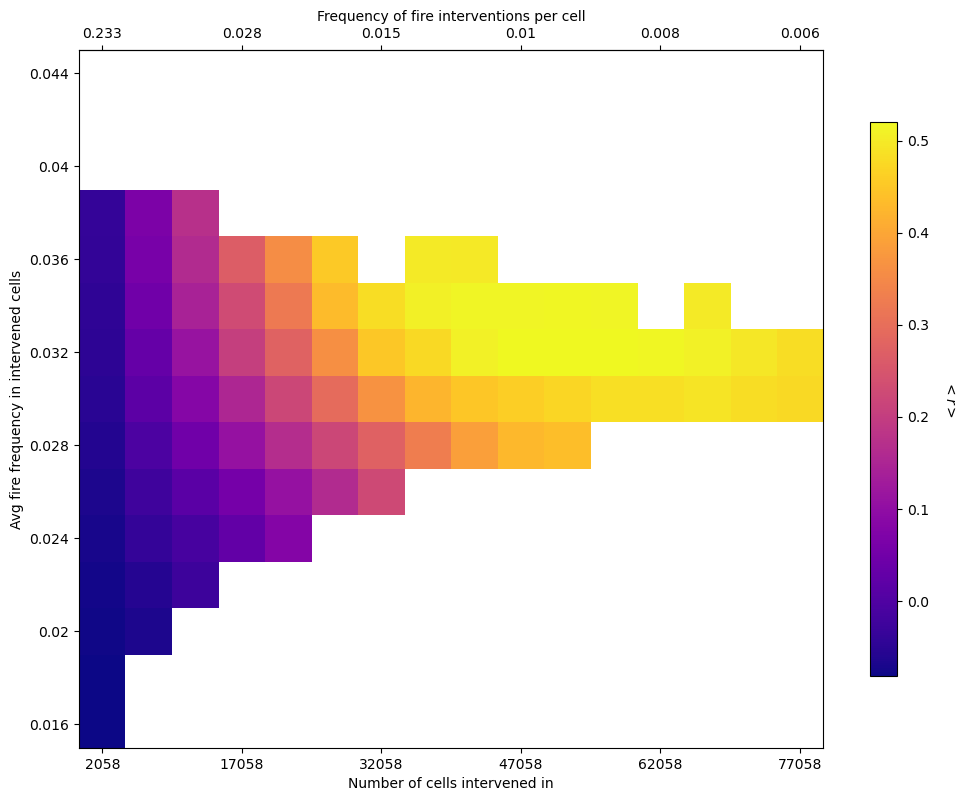 Frequency of fire interventions per cell
0.233 0.028 0.015 0.01 0.008 0.006
Avg fire frequency in intervened cells
0.044
0.04
0.036
0.032
0.028
0.024
0.02
0.016
2058 17058 32058 47058 62058 77058
Number of cells intervened in
0.5
0.4
0.3
0.2
0.1
0.0
< r >